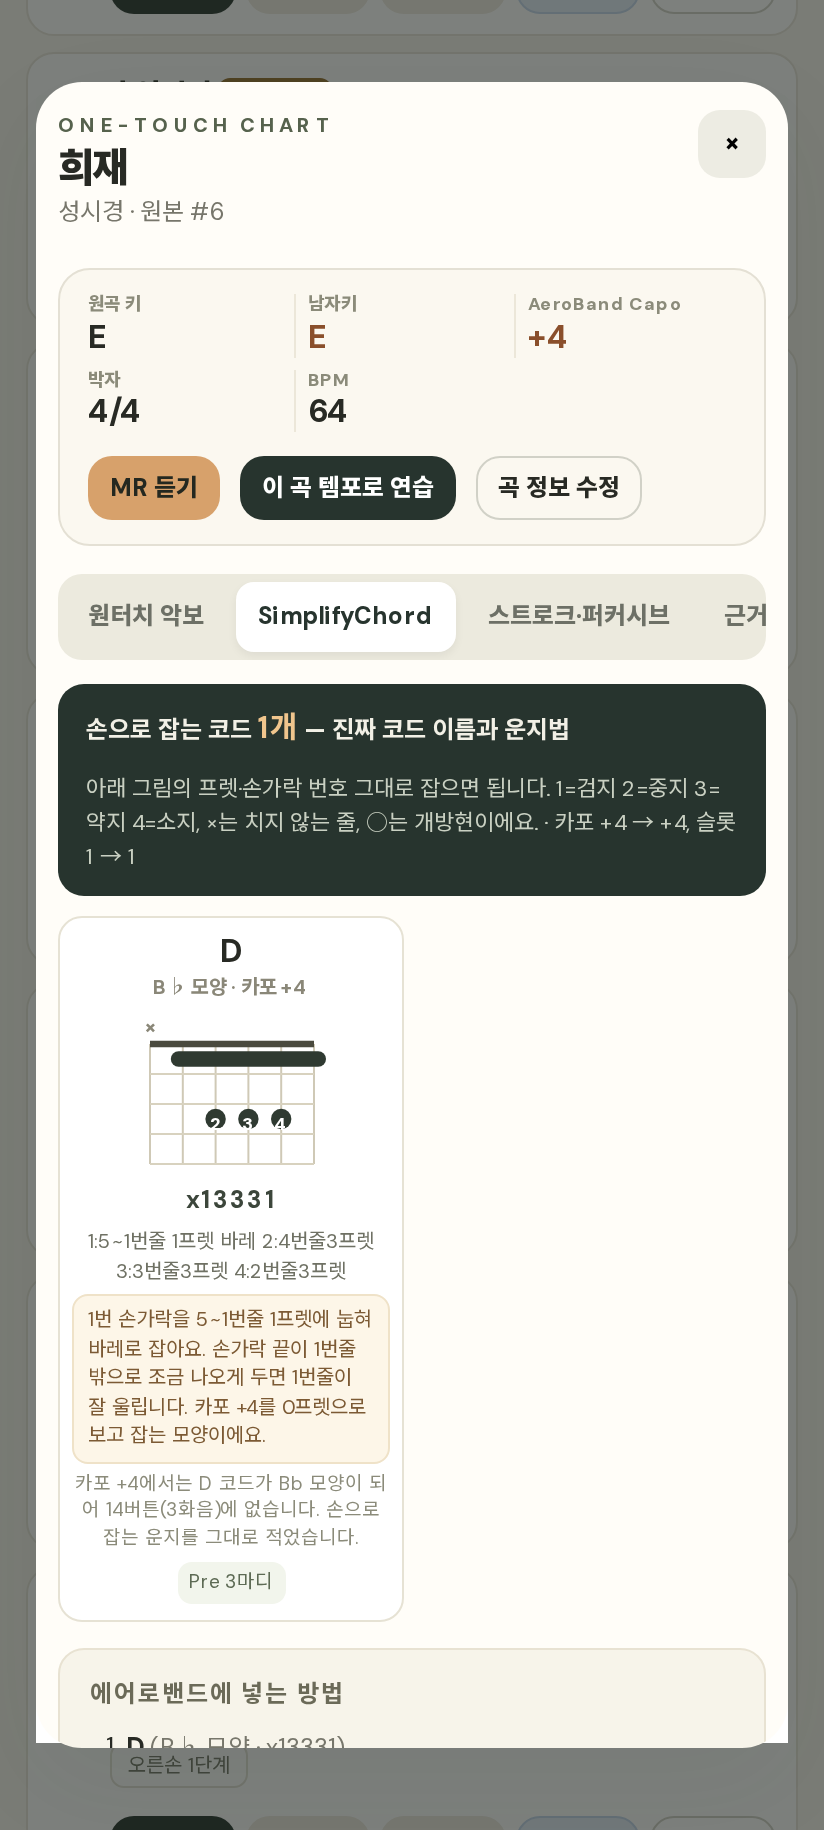 ONE-TOUCH CHART
희재
×
성시경 · 원본 #6
원곡 키
남자키
AeroBand Capo
E
E
+4
박자
BPM
4/4
64
MR 듣기
이 곡 템포로 연습
곡 정보 수정
원터치 악보
SimplifyChord
스트로크·퍼커시브
근거
손으로 잡는 코드 1개 — 진짜 코드 이름과 운지법
아래 그림의 프렛·손가락 번호 그대로 잡으면 됩니다. 1=검지 2=중지 3=
약지 4=소지, ×는 치지 않는 줄, ◯는 개방현이에요. · 카포 +4 → +4, 슬롯
1 → 1
D
B♭ 모양 · 카포 +4
×
2 3 4
x13331
1:5~1번줄 1프렛 바레 2:4번줄3프렛
3:3번줄3프렛 4:2번줄3프렛
1번 손가락을 5~1번줄 1프렛에 눕혀
바레로 잡아요. 손가락 끝이 1번줄
밖으로 조금 나오게 두면 1번줄이
잘 울립니다. 카포 +4를 0프렛으로
보고 잡는 모양이에요.
카포 +4에서는 D 코드가 Bb 모양이 되
어 14버튼(3화음)에 없습니다. 손으로
잡는 운지를 그대로 적었습니다.
Pre 3마디
에어로밴드에 넣는 방법
1. D (B♭ 모양 · x13331)
오른손 1단계